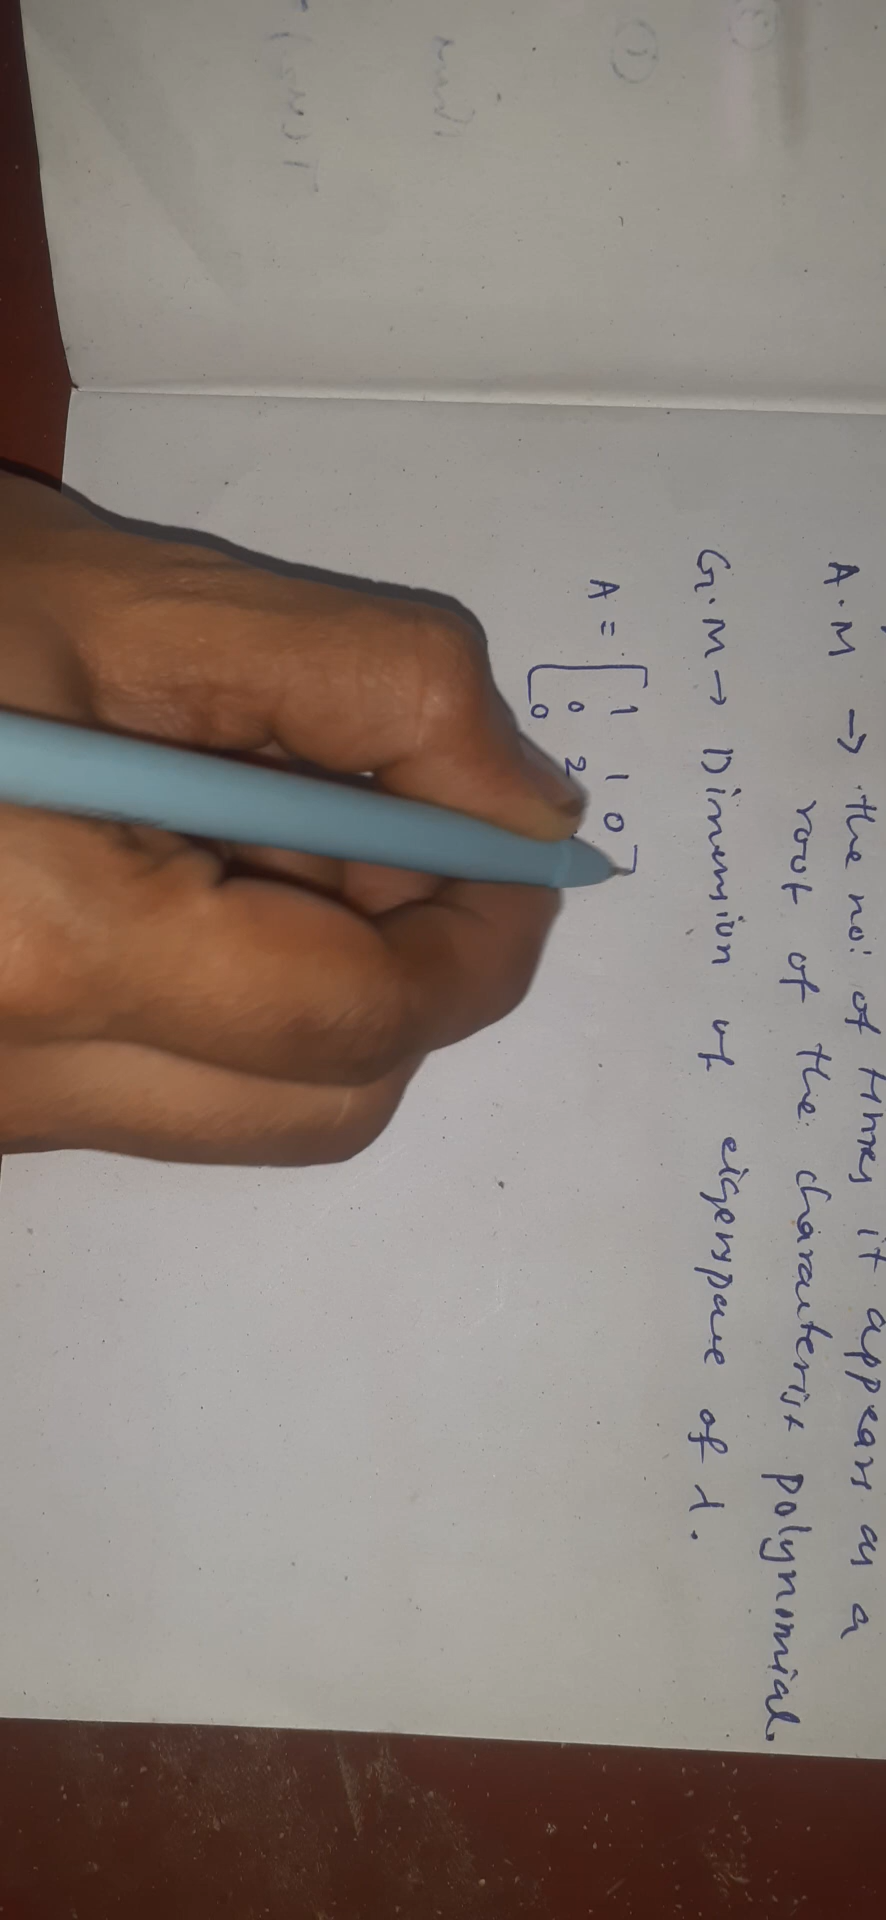 A.M → the no: of times it appears as a
root of the characterist polynomial.
G.M → Dimension of eigenspace of λ.
A = [ 1 1 0 ]
0 2
0
①